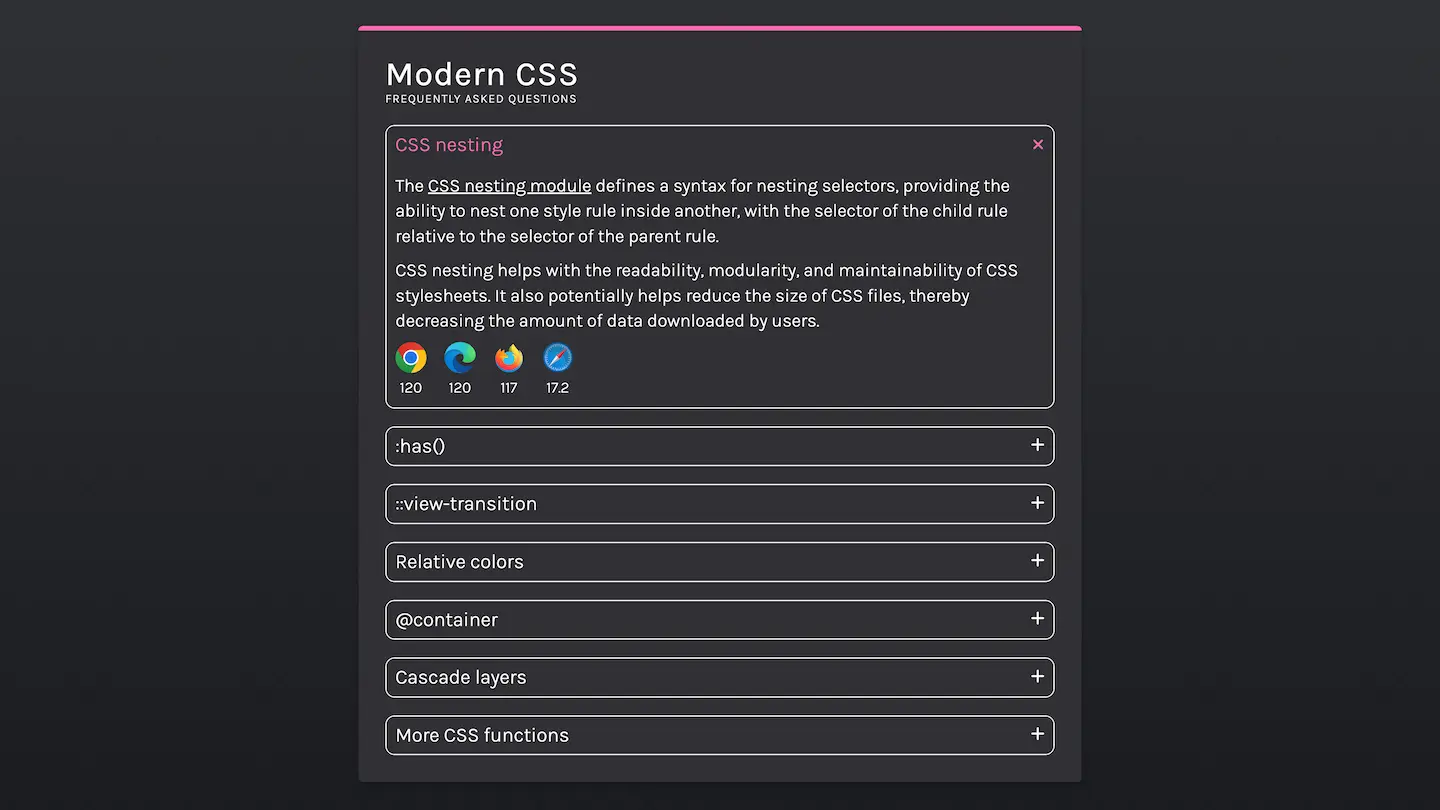 Modern CSS
FREQUENTLY ASKED QUESTIONS
CSS nesting
The CSS nesting module defines a syntax for nesting selectors, providing the
ability to nest one style rule inside another, with the selector of the child rule
relative to the selector of the parent rule.
CSS nesting helps with the readability, modularity, and maintainability of CSS
stylesheets. It also potentially helps reduce the size of CSS files, thereby
decreasing the amount of data downloaded by users.
120 120 117 17.2
:has()
::view-transition
Relative colors
@container
Cascade layers
More CSS functions